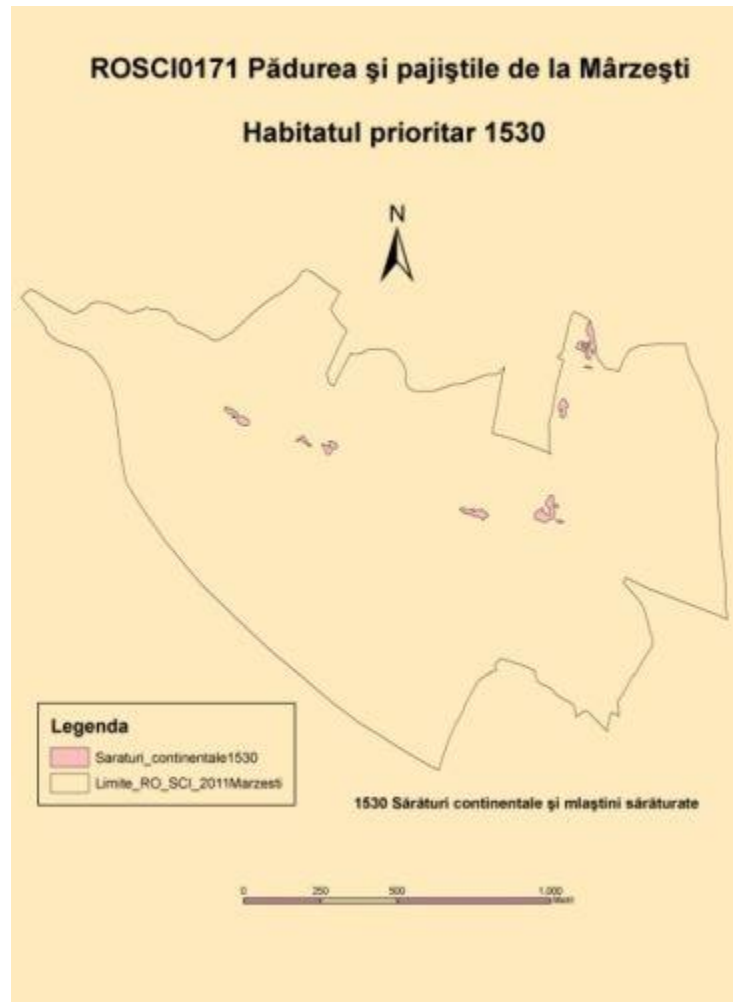 ROSCI0171 Pădurea şi pajiştile de la Mârzeşti
Habitatul prioritar 1530
N
Legenda
Saraturi_continentale1530
Limite_RO_SCI_2011Marzesti
1530 Sărături continentale şi mlaştini sărăturate
0 250 500 1.000